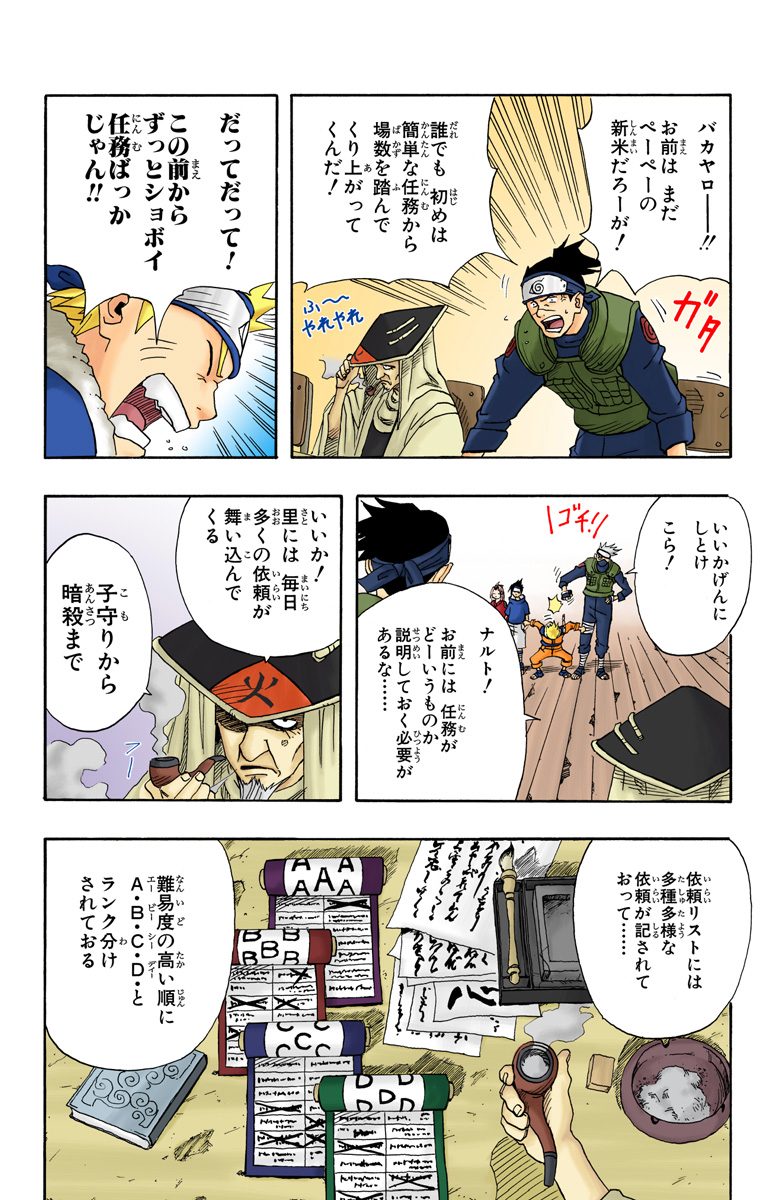 バカヤロー──!!
お前は まだ
ペーペーの
新米だろーが!
誰でも 初めは
簡単な任務から
場数を踏んで
くり上がって
くんだ!
ガタ
ふ〜〜
やれやれ
だってだって!
この前から
ずっとショボイ
任務ばっか
じゃん!!
いいかげんに
しとけ
こら!
ゴチ!
ナルト!
お前には 任務が
どーいうものか
説明しておく必要が
あるな……
いいか!
里には 毎日
多くの依頼が
舞い込んで
くる
火
子守りから
暗殺まで
フー
依頼リストには
多種多様な
依頼が記されて
おって……
AAAA
BBBB
CCC
DDD
難易度の高い順に
A・B・C・D・と
ランク分け
されておる